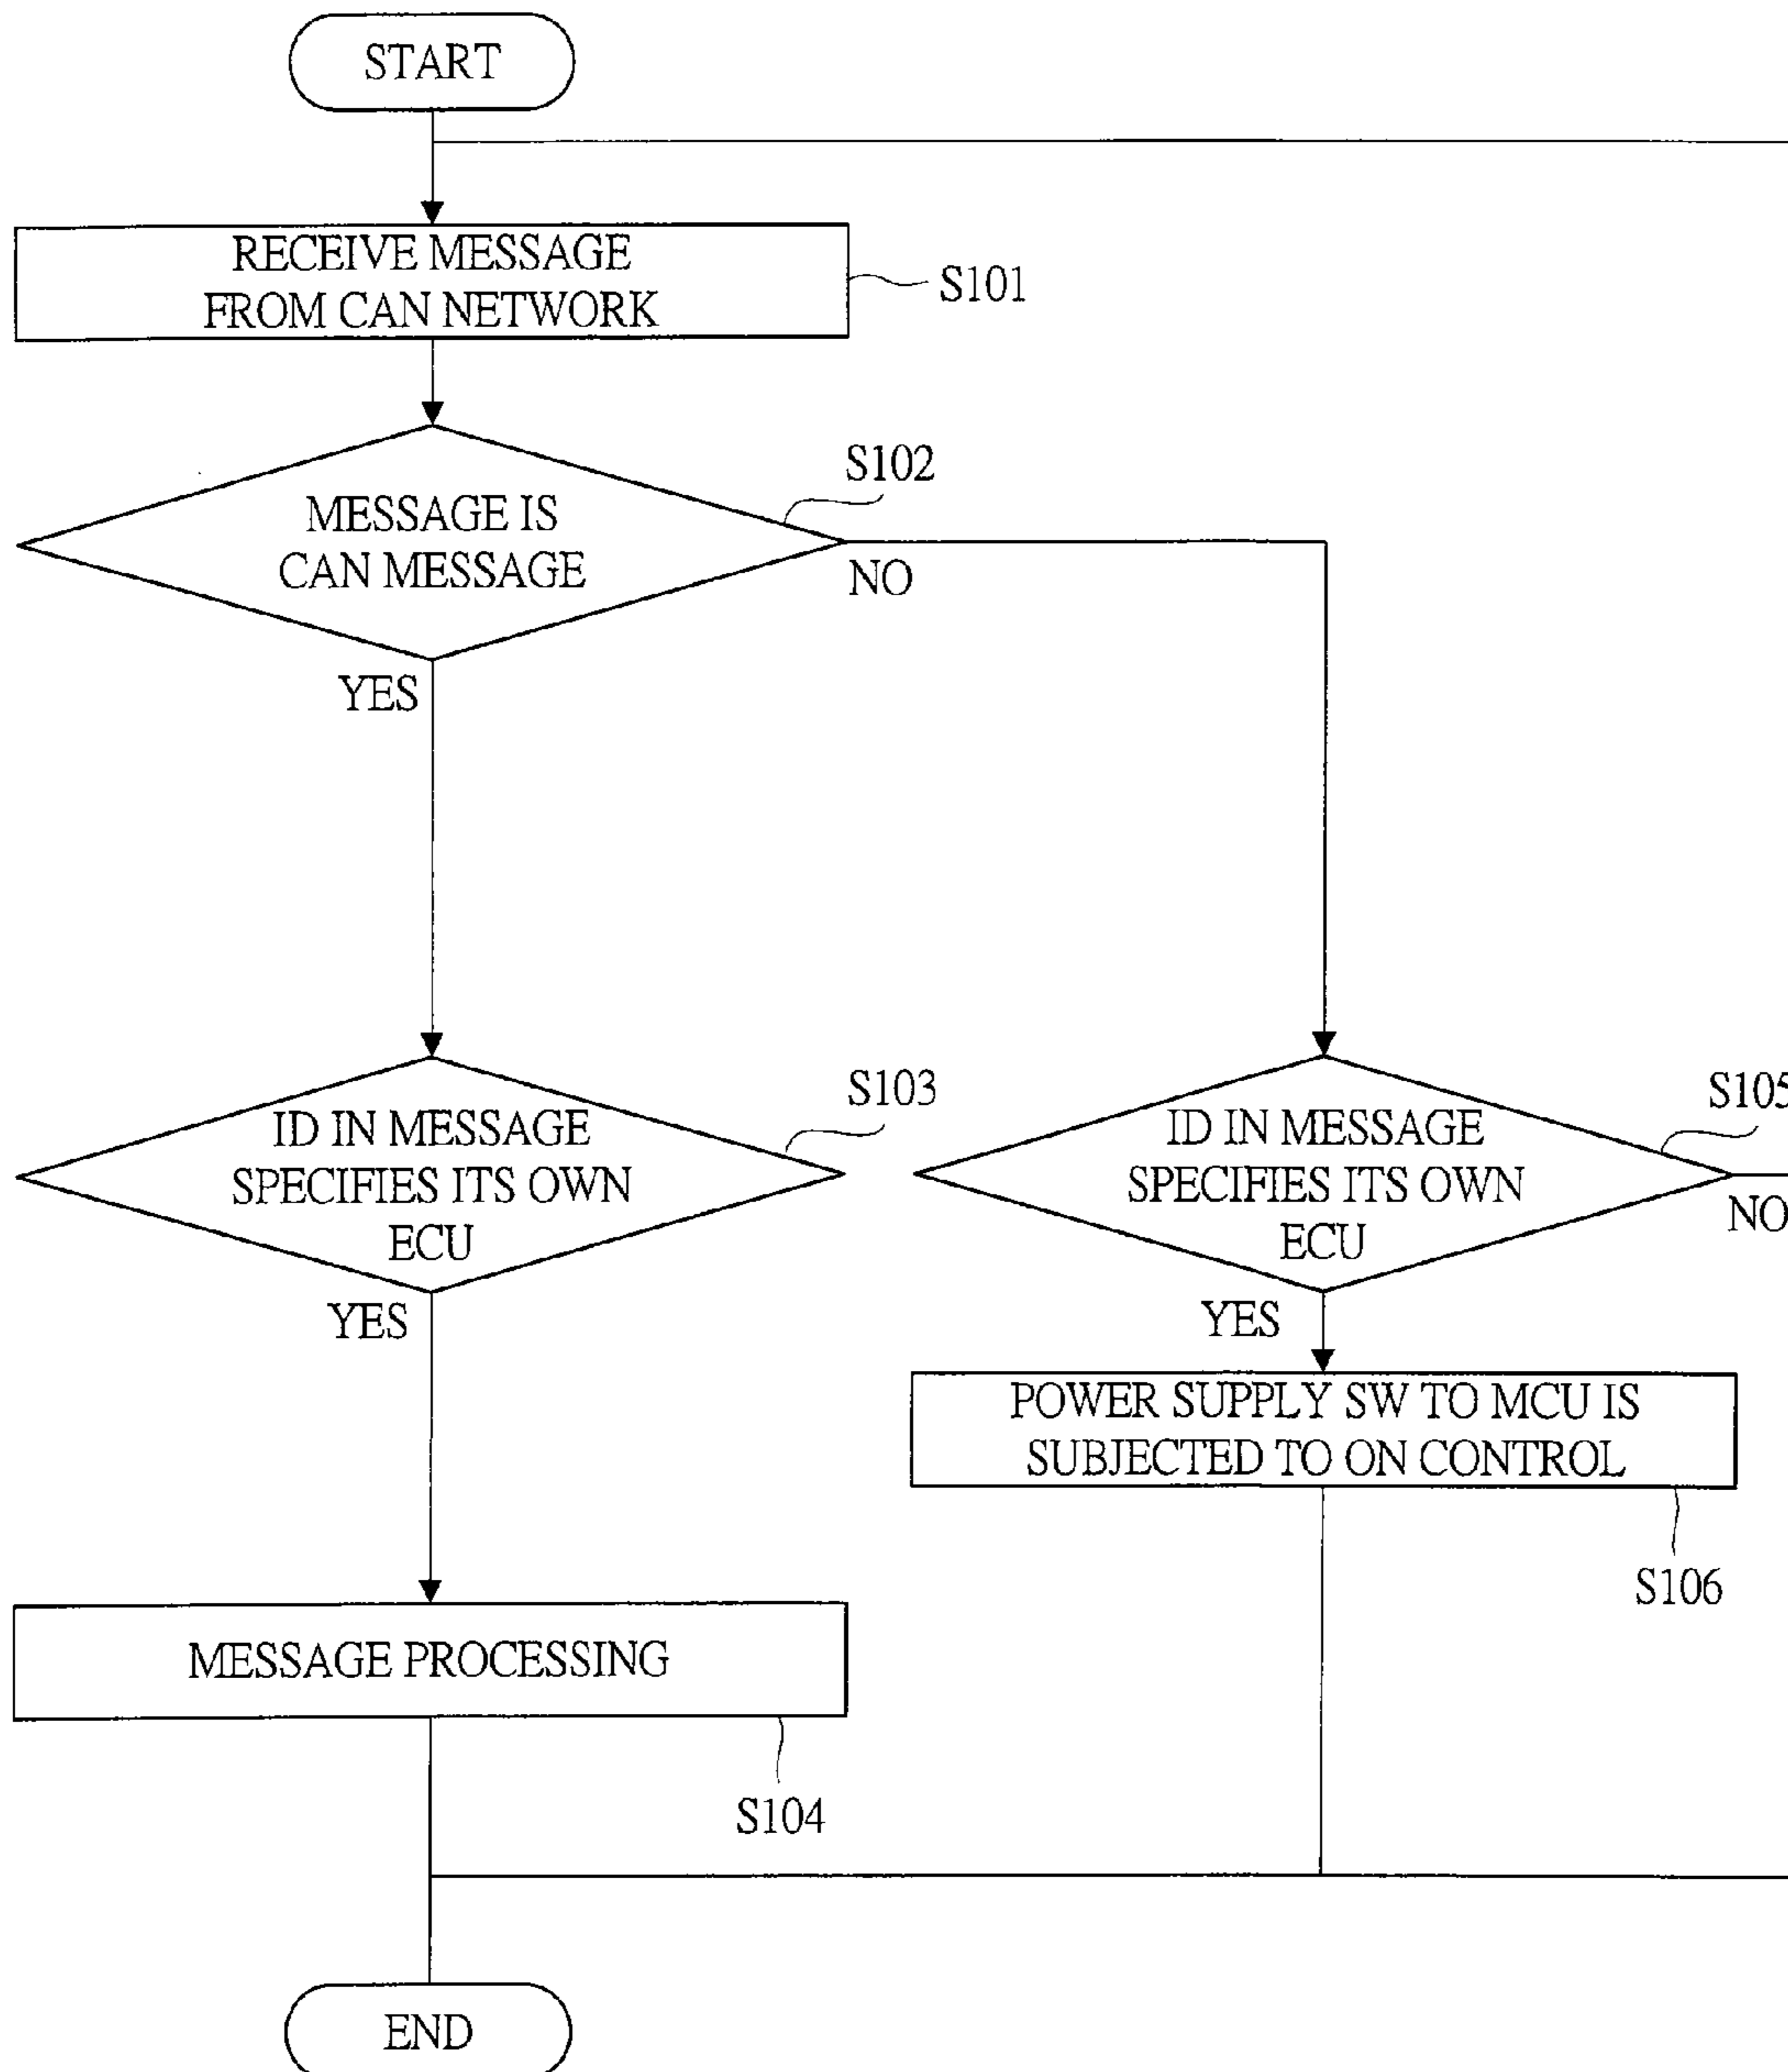 START
RECEIVE MESSAGE
FROM CAN NETWORK
S101
S102
MESSAGE IS
CAN MESSAGE
NO
YES
S103
ID IN MESSAGE
SPECIFIES ITS OWN
ECU
YES
S105
ID IN MESSAGE
SPECIFIES ITS OWN
ECU
NO
YES
POWER SUPPLY SW TO MCU IS
SUBJECTED TO ON CONTROL
S106
MESSAGE PROCESSING
S104
END